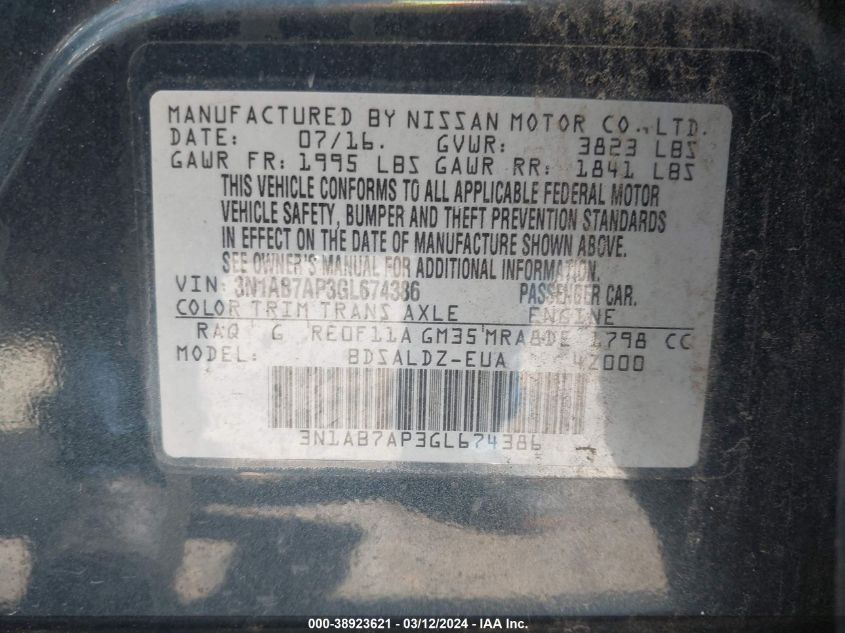 MANUFACTURED BY NISSAN MOTOR CO.,LTD.
DATE: 07/16. GVWR: 3823 LBS
GAWR FR: 1995 LBS GAWR RR: 1841 LBS
THIS VEHICLE CONFORMS TO ALL APPLICABLE FEDERAL MOTOR
VEHICLE SAFETY, BUMPER AND THEFT PREVENTION STANDARDS
IN EFFECT ON THE DATE OF MANUFACTURE SHOWN ABOVE.
SEE OWNER'S MANUAL FOR ADDITIONAL INFORMATION.
VIN: 3N1AB7AP3GL674386 PASSENGER CAR.
COLOR TRIM TRANS AXLE ENGINE
RAQ G RE0F11A GM35 MRA8DE 1798 CC
MODEL: BDSALDZ-EUA 42000
3N1AB7AP3GL674386
000-38923621 - 03/12/2024 - IAA Inc.